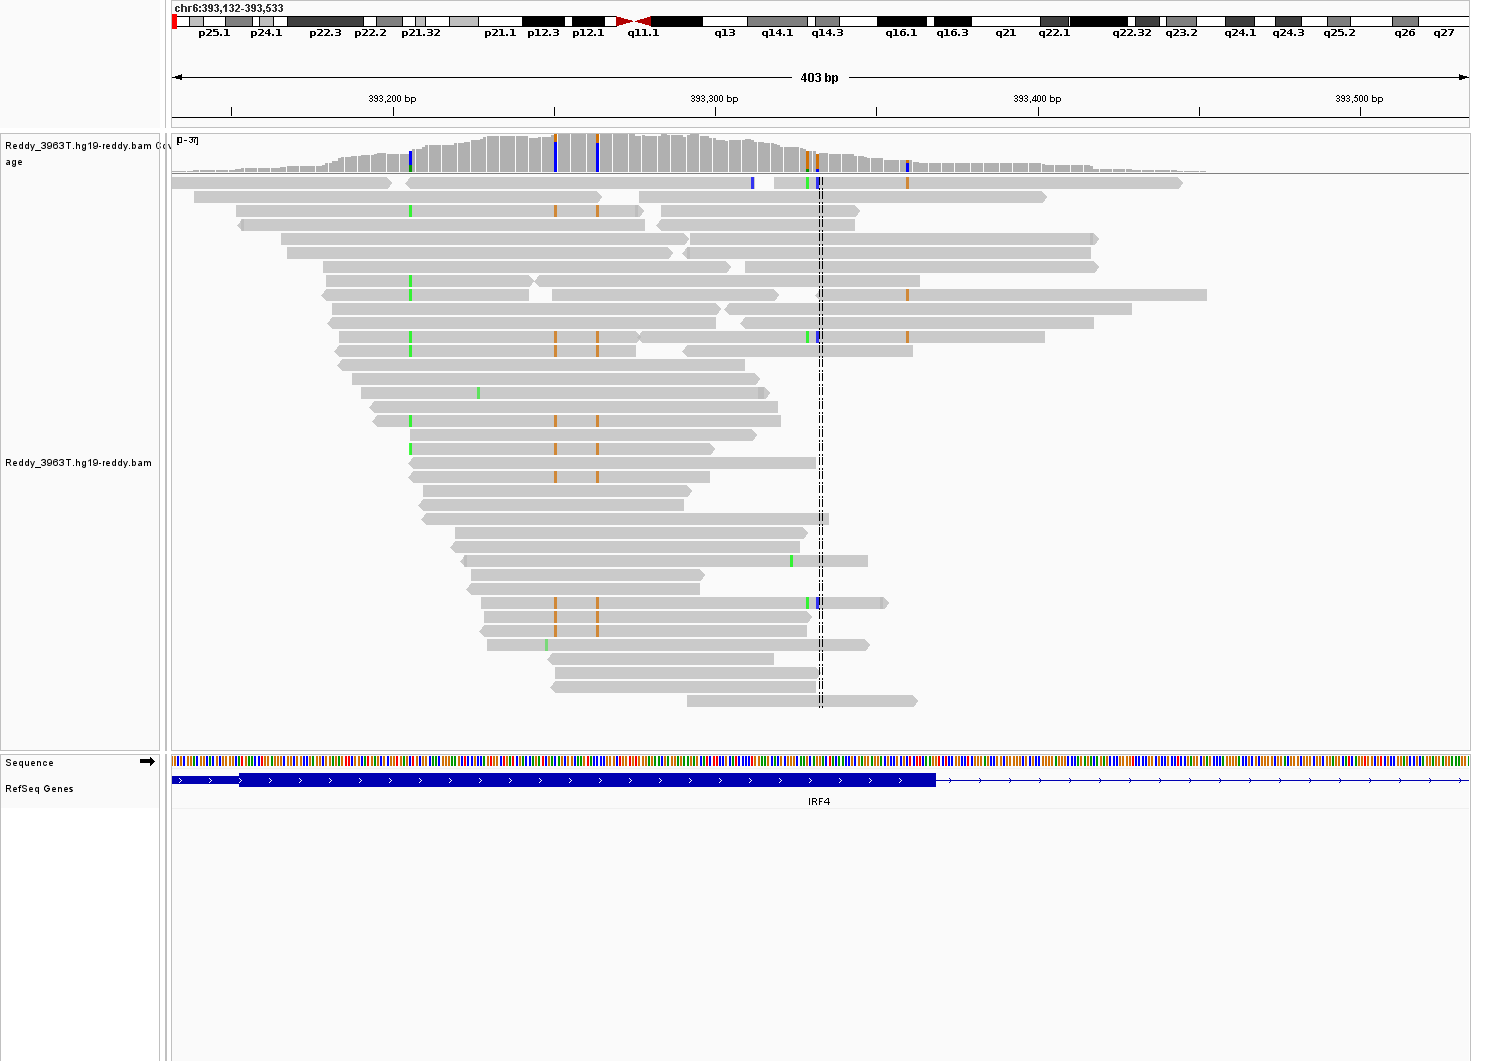 chr6:393,132-393,533
p25.1 p24.1 p22.3 p22.2 p21.32 p21.1 p12.3 p12.1 q11.1 q13 q14.1 q14.3 q16.1 q16.3 q21 q22.1 q22.32 q23.2 q24.1 q24.3 q25.2 q26 q27
403 bp
393,200 bp 393,300 bp 393,400 bp 393,500 bp
Reddy_3963T.hg19-reddy.bam Cov
age
[0 - 37]
Reddy_3963T.hg19-reddy.bam
Sequence
RefSeq Genes
IRF4